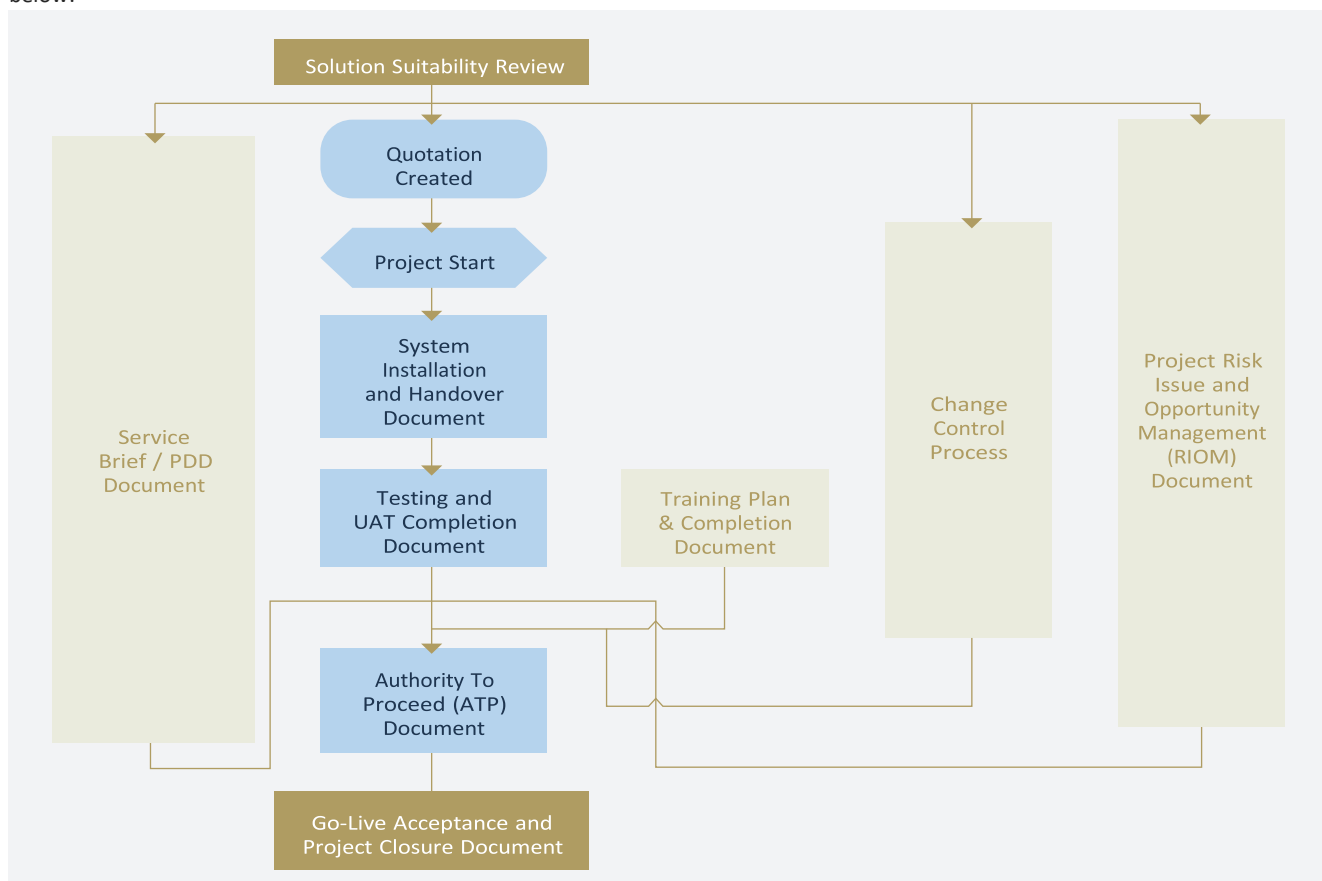 below.
Solution Suitability Review
Quotation
Created
Project Start
System
Installation
and Handover
Document
Service
Brief / PDD
Document
Testing and
UAT Completion
Document
Training Plan
& Completion
Document
Change
Control
Process
Project Risk
Issue and
Opportunity
Management
(RIOM)
Document
Authority To
Proceed (ATP)
Document
Go-Live Acceptance and
Project Closure Document